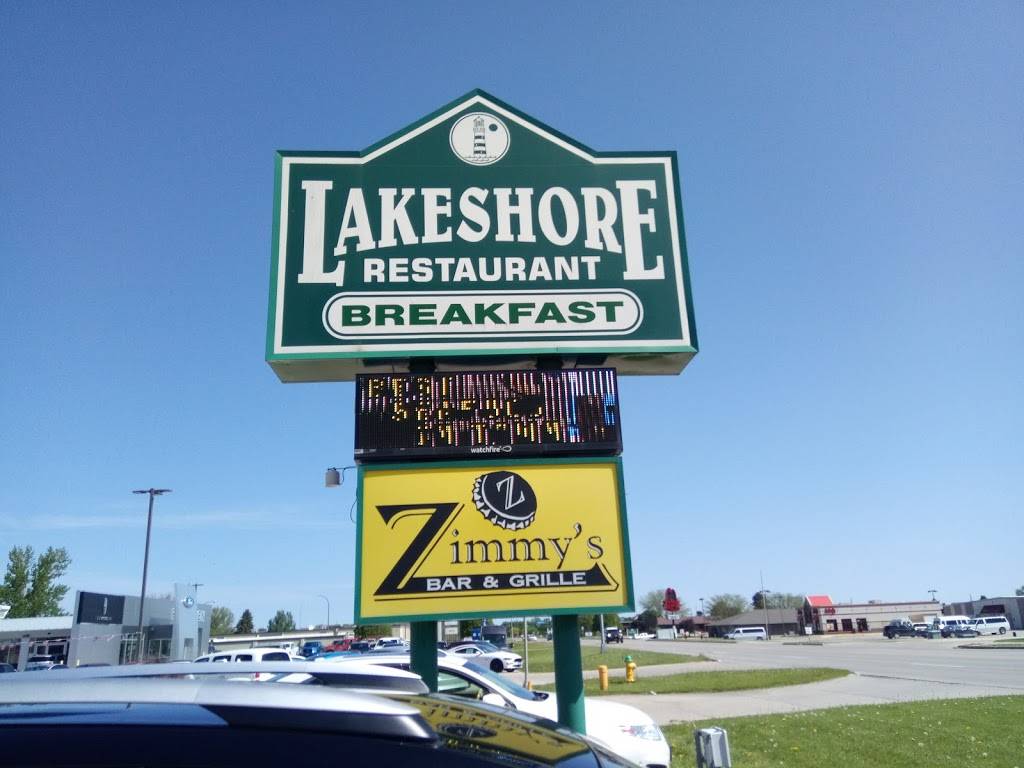 LAKESHORE
RESTAURANT
BREAKFAST
watchfire
Z
Zimmy's
BAR & GRILLE